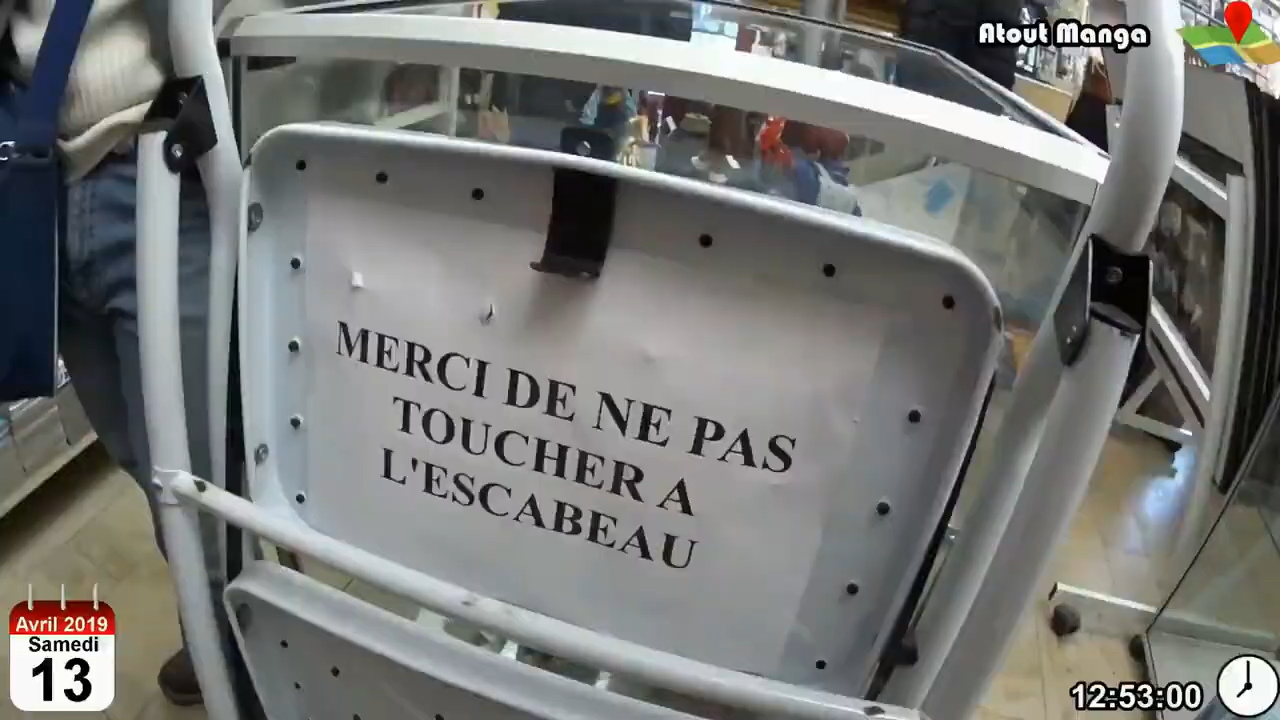 Atout Manga
MERCI DE NE PAS
TOUCHER A
L'ESCABEAU
Avril 2019
Samedi
13
12:53:00